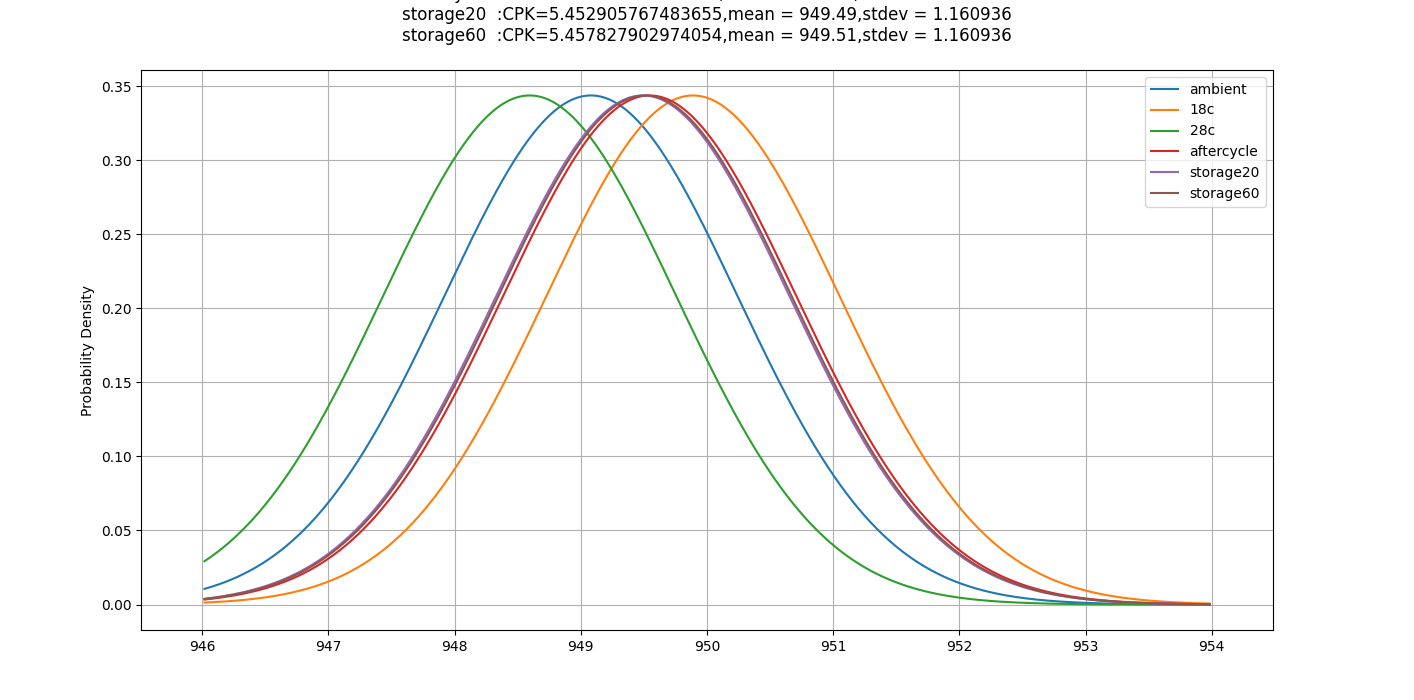 storage20  :CPK=5.452905767483655,mean = 949.49,stdev = 1.160936
storage60  :CPK=5.457827902974054,mean = 949.51,stdev = 1.160936
0.35
0.30
0.25
0.20
0.15
0.10
0.05
0.00
Probability Density
ambient
18c
28c
aftercycle
storage20
storage60
946
947
948
949
950
951
952
953
954